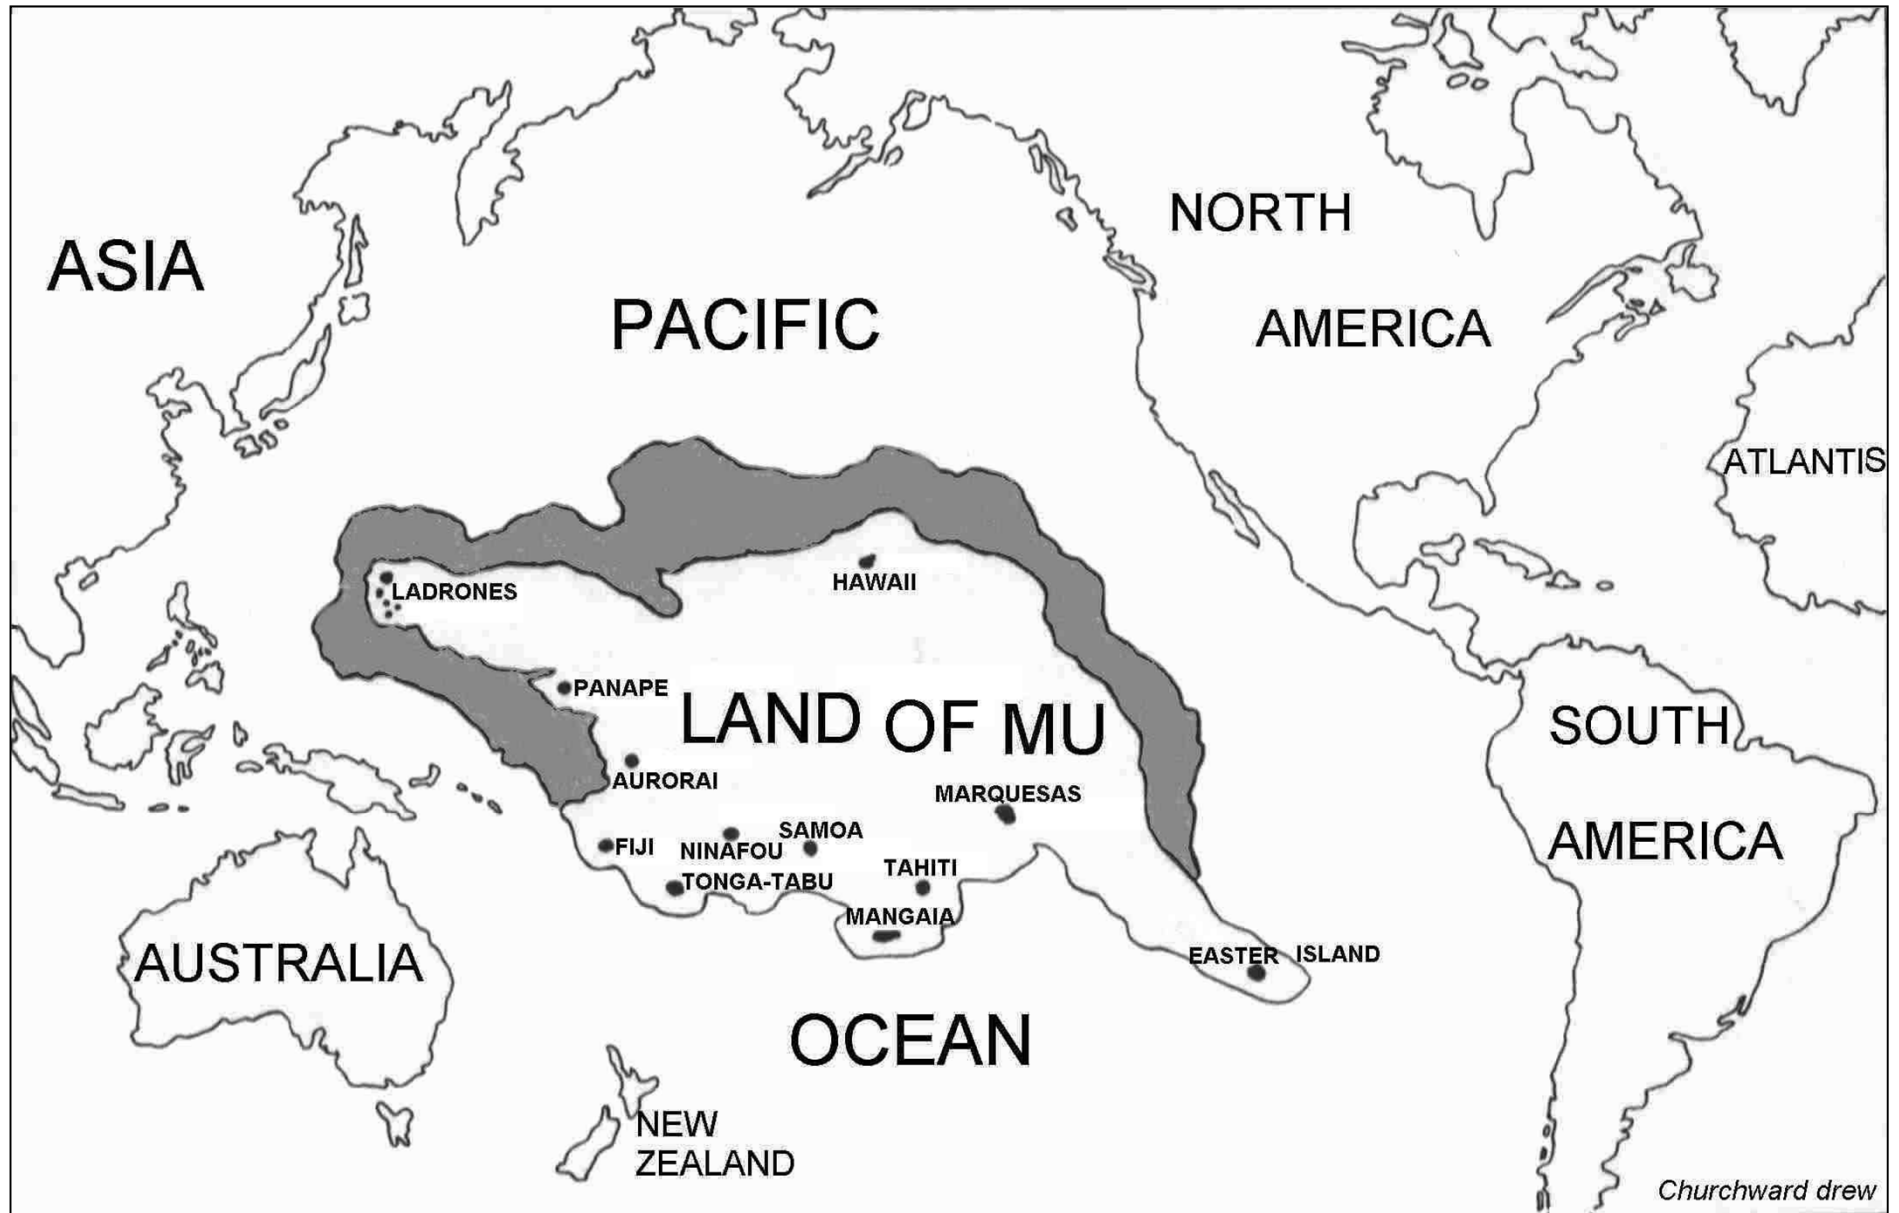 NORTH
ASIA
PACIFIC
AMERICA
ATLANTIS
LADRONES
HAWAII
PANAPE
LAND OF MU
SOUTH
AURORAI
MARQUESAS
SAMOA
AMERICA
FIJI
NINAFOU
TAHITI
TONGA-TABU
MANGAIA
EASTER ISLAND
AUSTRALIA
OCEAN
NEW
ZEALAND
Churchward drew